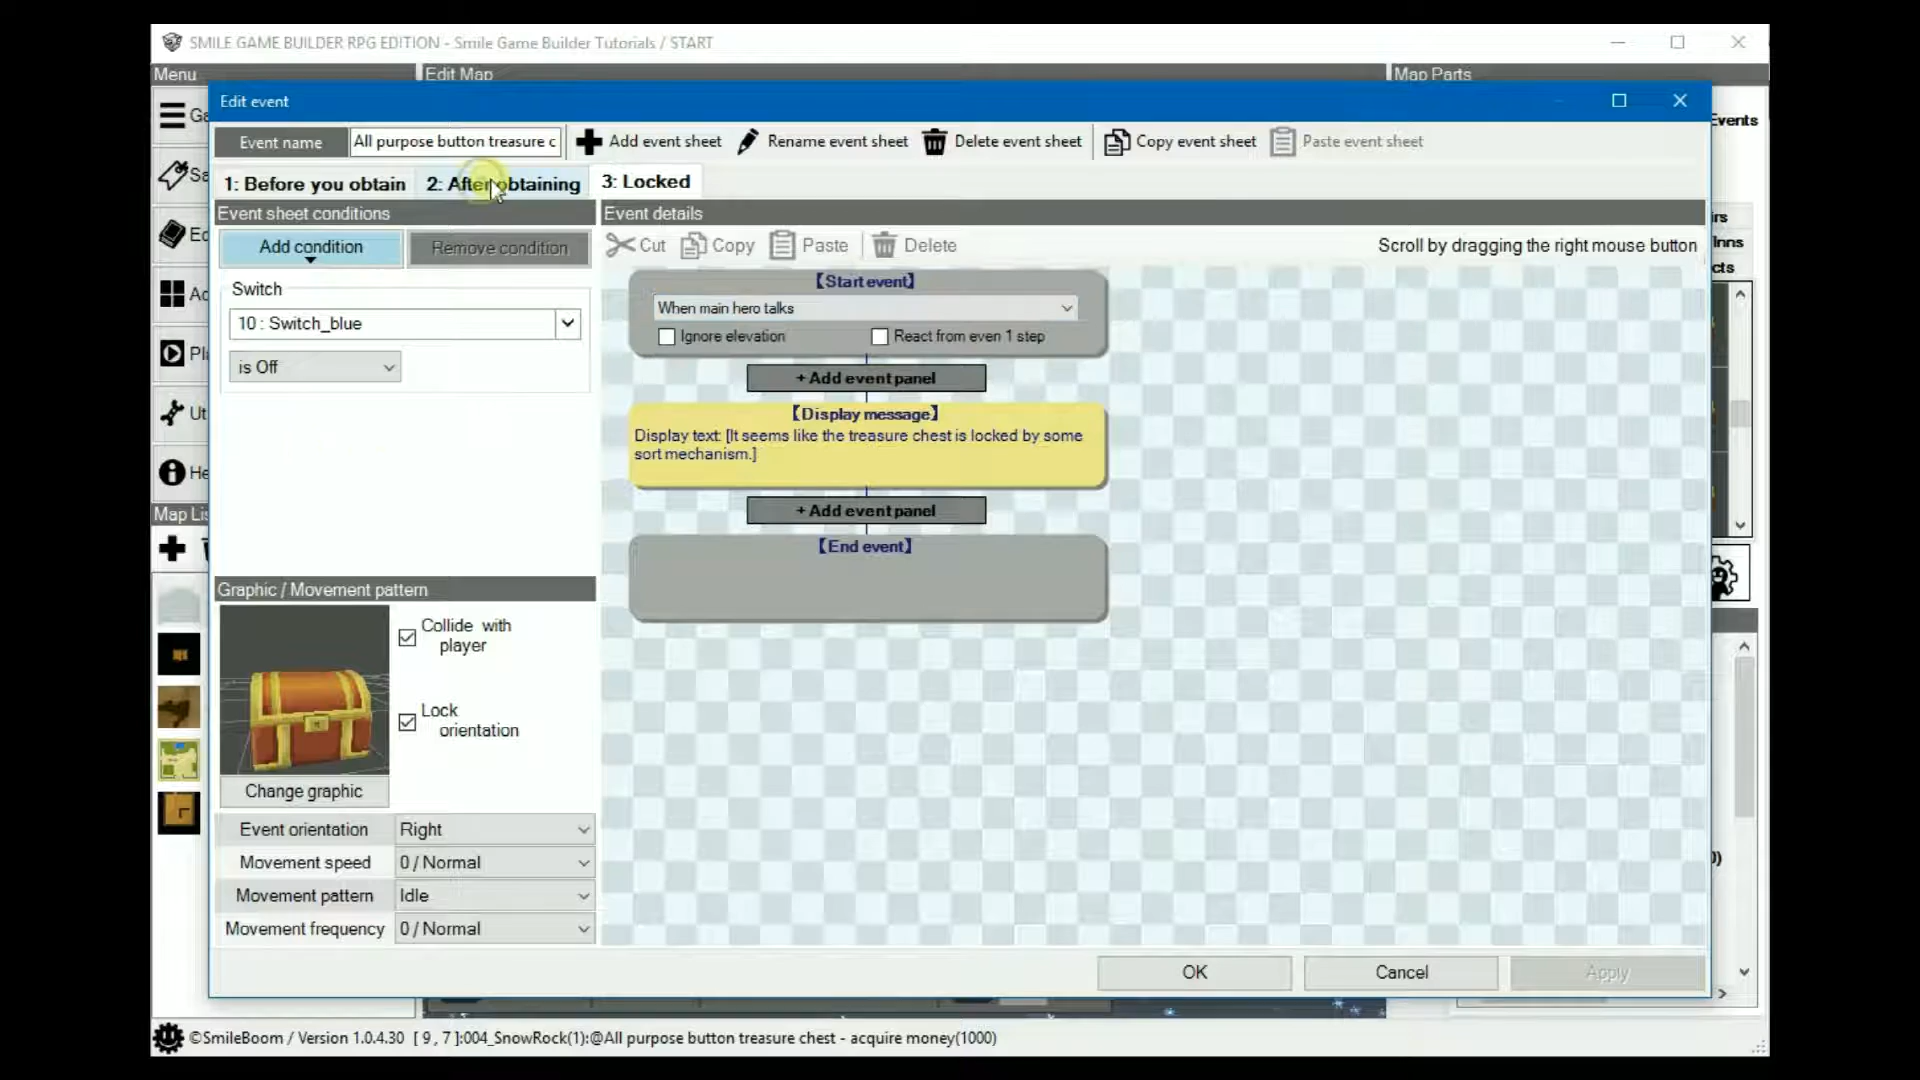 SMILE GAME BUILDER RPG EDITION - Smile Game Builder Tutorials / START
Menu
Edit Map
Map Parts
Edit event
Event name
All purpose button treasure c
Add event sheet
Rename event sheet
Delete event sheet
Copy event sheet
Paste event sheet
Events
1: Before you obtain
2: After obtaining
3: Locked
Event sheet conditions
Event details
Add condition
Remove condition
Cut
Copy
Paste
Delete
Scroll by dragging the right mouse button
Inns
Switch
10 : Switch_blue
is Off
【Start event】
When main hero talks
Ignore elevation
React from even 1 step
+ Add event panel
【Display message】
Display text: [It seems like the treasure chest is locked by some
sort mechanism.]
+ Add event panel
【End event】
Graphic / Movement pattern
Collide with
player
Lock
orientation
Change graphic
Event orientation
Right
Movement speed
0 / Normal
Movement pattern
Idle
Movement frequency
0 / Normal
OK
Cancel
Apply
©SmileBoom / Version 1.0.4.30 [ 9 , 7 ]:004_SnowRock(1):@All purpose button treasure chest - acquire money(1000)